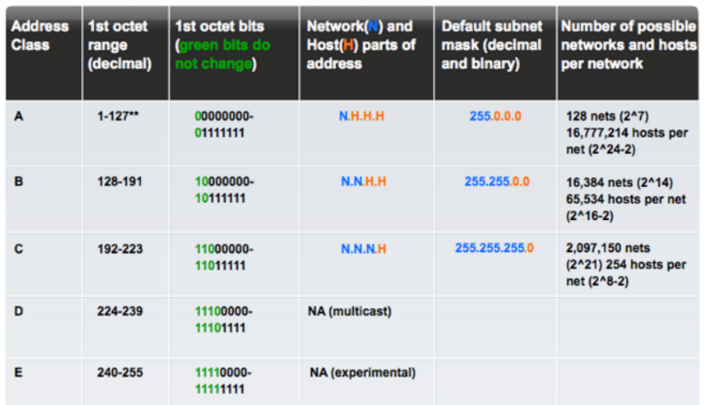 Address Class
1st octet range (decimal)
1st octet bits (green bits do not change)
Network(N) and Host(H) parts of address
Default subnet mask (decimal and binary)
Number of possible networks and hosts per network
A
1-127**
00000000-
01111111
N.H.H.H
255.0.0.0
128 nets (2^7)
16,777,214 hosts per
net (2^24-2)
B
128-191
10000000-
10111111
N.N.H.H
255.255.0.0
16,384 nets (2^14)
65,534 hosts per net
(2^16-2)
C
192-223
11000000-
11011111
N.N.N.H
255.255.255.0
2,097,150 nets
(2^21) 254 hosts per
net (2^8-2)
D
224-239
11100000-
11101111
NA (multicast)
E
240-255
11110000-
11111111
NA (experimental)